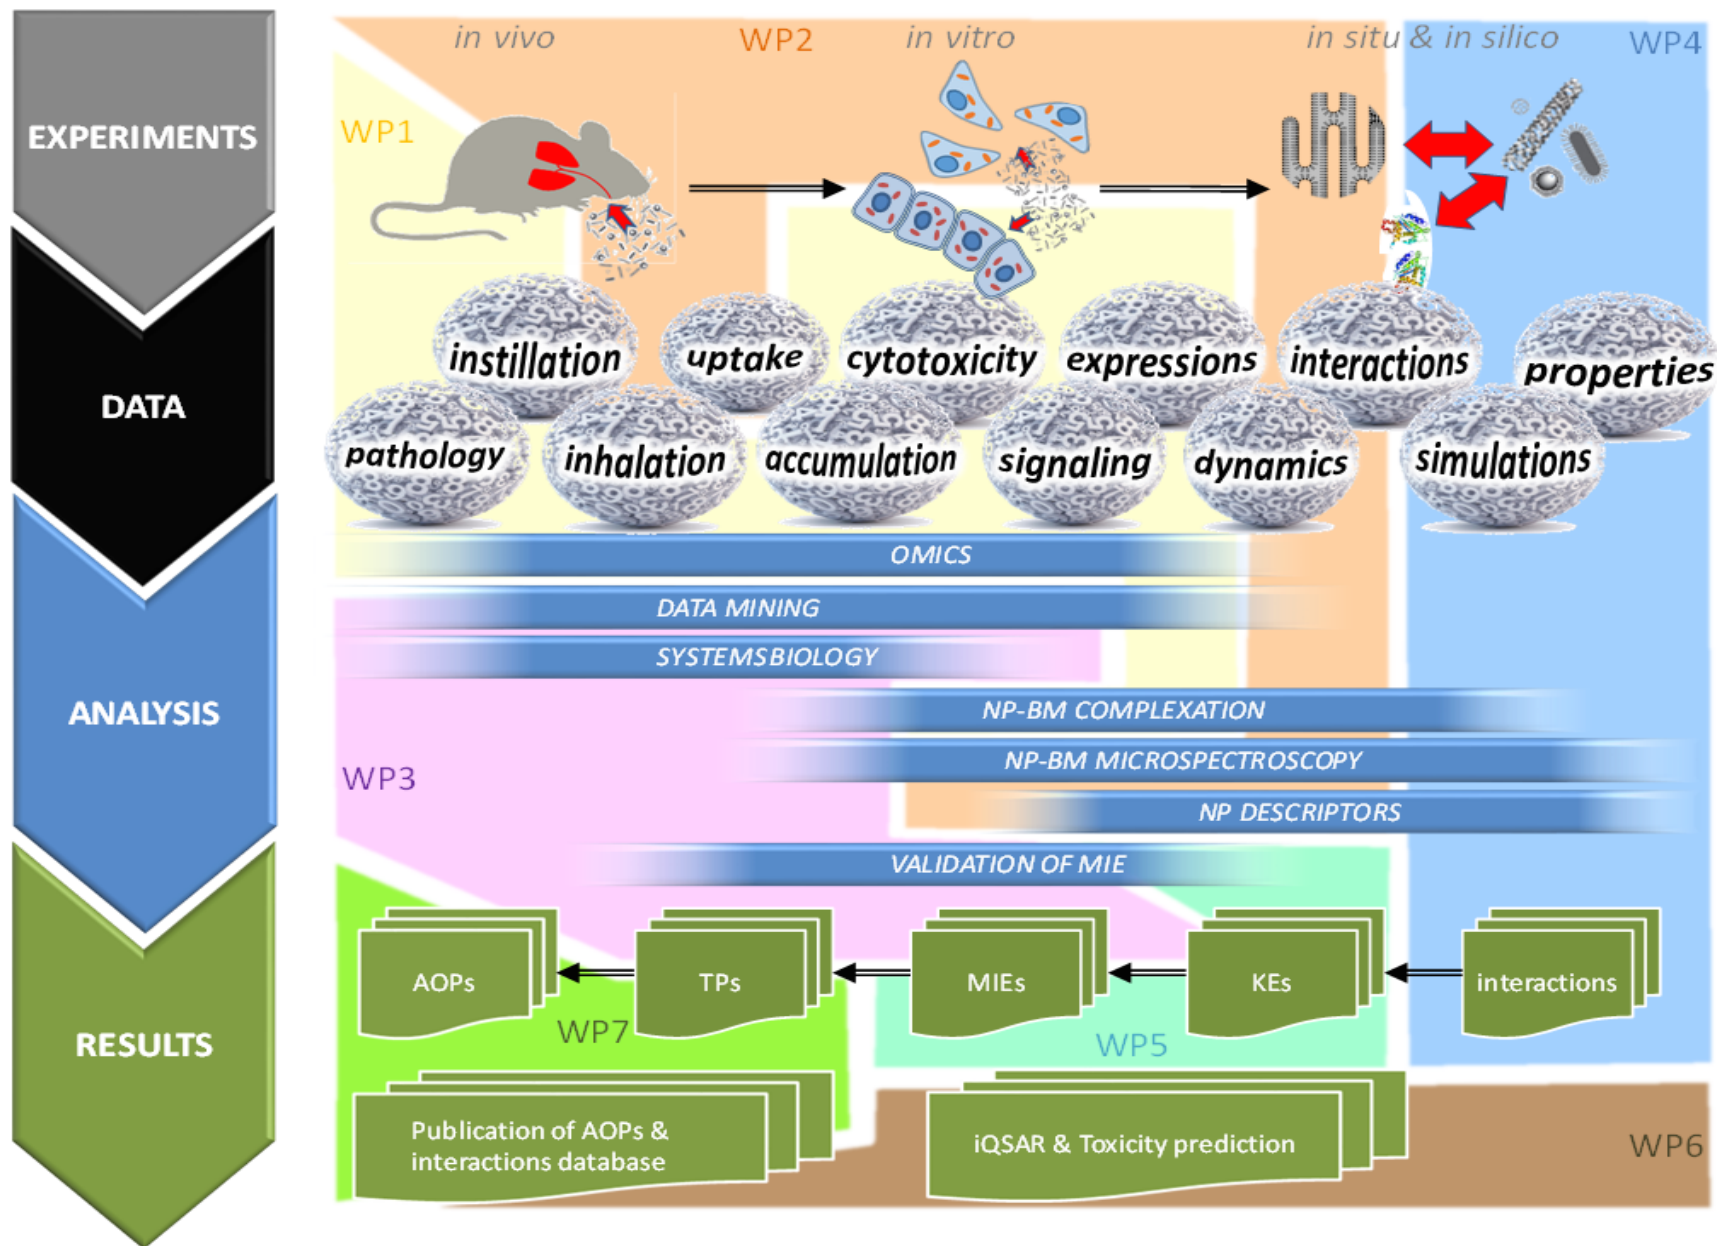 in vivo
WP2
in vitro
in situ & in silico
WP4
WP1
EXPERIMENTS
instillation
uptake
cytotoxicity
expressions
interactions
properties
DATA
pathology
inhalation
accumulation
signaling
dynamics
simulations
OMICS
DATA MINING
SYSTEMSBIOLOGY
ANALYSIS
NP-BM COMPLEXATION
NP-BM MICROSPECTROSCOPY
WP3
NP DESCRIPTORS
VALIDATION OF MIE
AOPs
TPs
MIEs
KEs
interactions
WP7
WP5
RESULTS
Publication of AOPs &
interactions database
iQSAR & Toxicity prediction
WP6